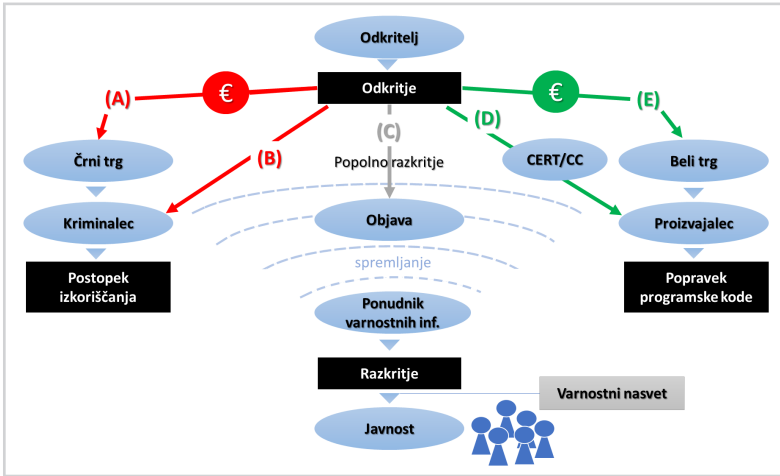 Odkritelj
Odkritje
€
€
(A)
(B)
(C)
(D)
(E)
Popolno razkritje
CERT/CC
Črni trg
Beli trg
Kriminalec
Objava
Proizvajalec
Postopek
izkoriščanja
spremljanje
Popravek
programske kode
Ponudnik
varnostnih inf.
Razkritje
Varnostni nasvet
Javnost